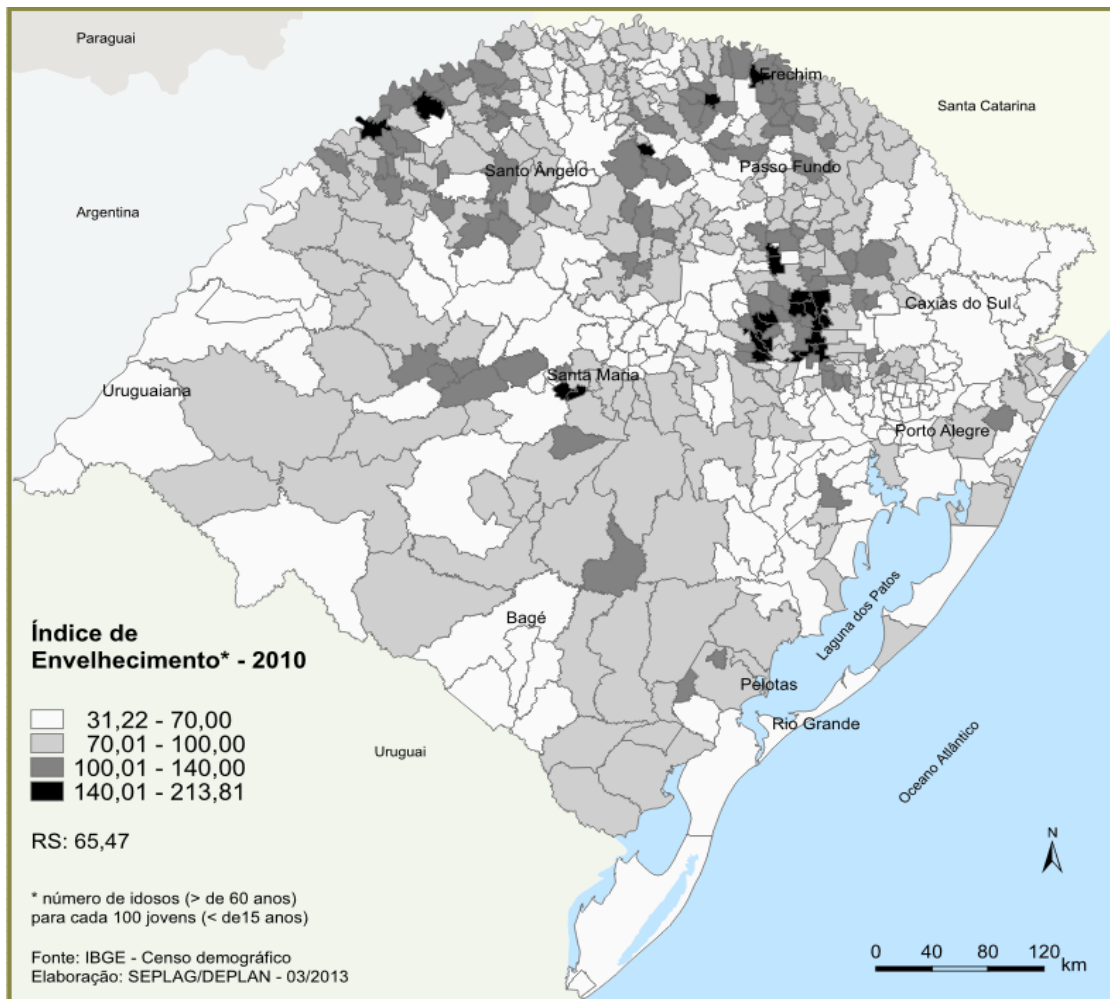 Paraguai
Erechim
Santa Catarina
Santo Ângelo
Passo Fundo
Argentina
Caxias do Sul
Uruguaiana
Santa Maria
Porto Alegre
Bagé
Laguna dos Patos
Pelotas
Rio Grande
Uruguai
Oceano Atlântico
Índice de
Envelhecimento* - 2010
31,22 - 70,00
70,01 - 100,00
100,01 - 140,00
140,01 - 213,81
RS: 65,47
* número de idosos (> de 60 anos)
para cada 100 jovens (< de15 anos)
Fonte: IBGE - Censo demográfico
Elaboração: SEPLAG/DEPLAN - 03/2013
N
0 40 80 120
km